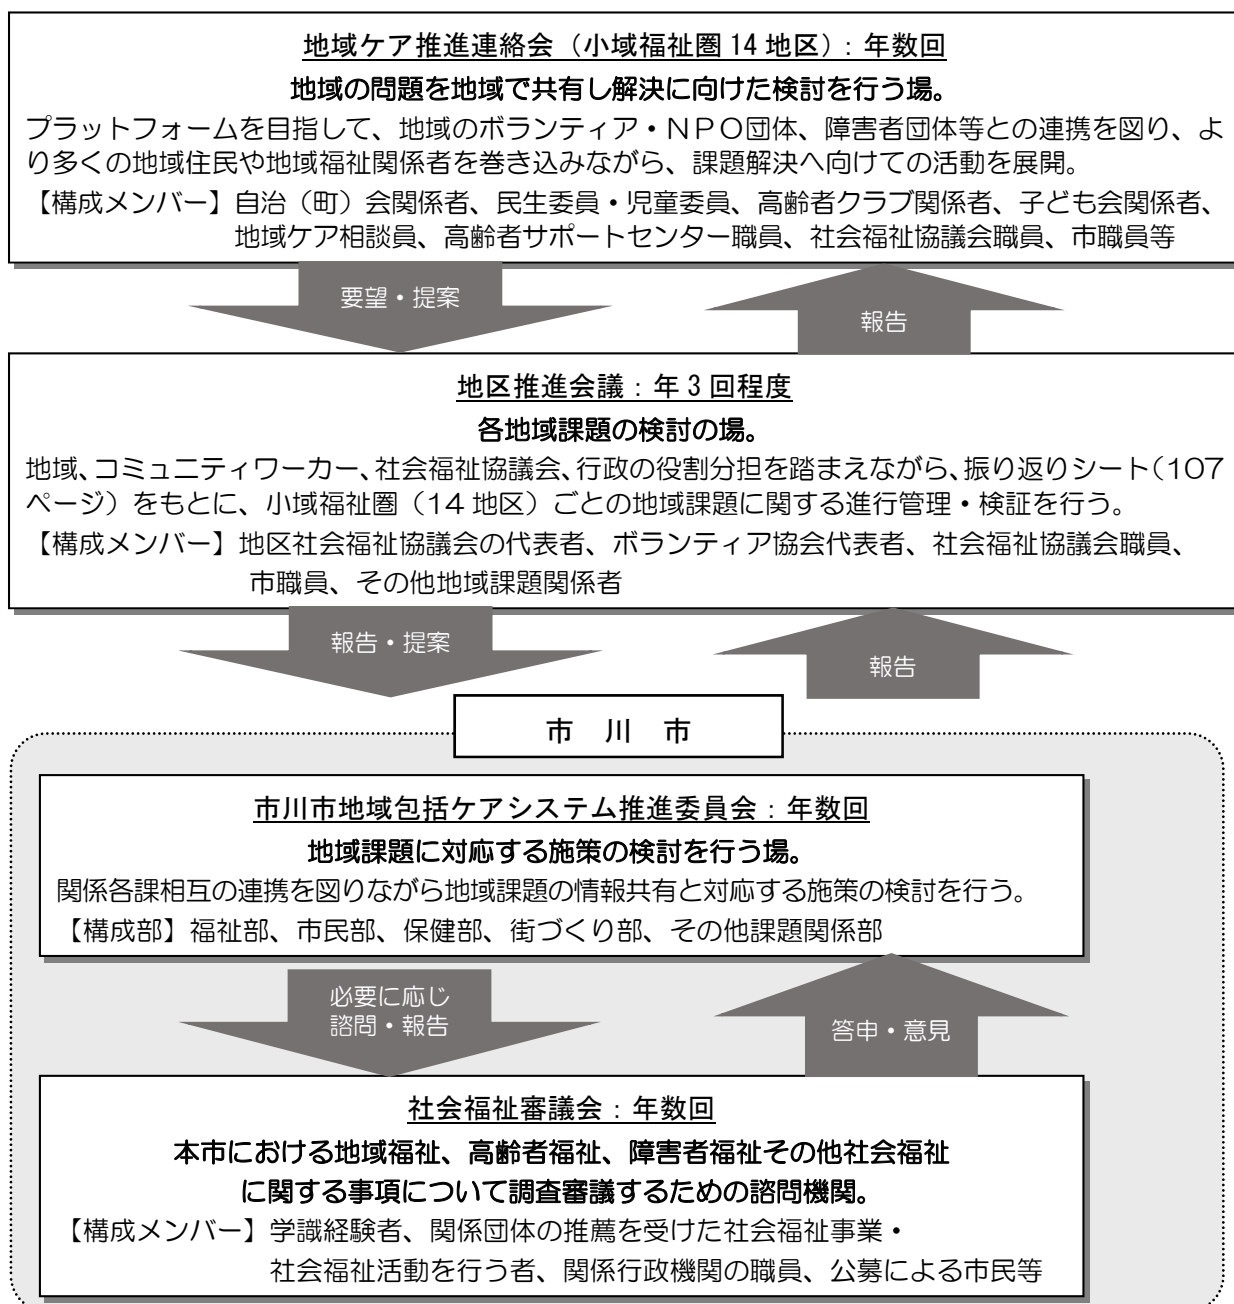 地域ケア推進連絡会（小域福祉圏14地区）：年数回
地域の問題を地域で共有し解決に向けた検討を行う場。
プラットフォームを目指して、地域のボランティア・ＮＰＯ団体、障害者団体等との連携を図り、よ
り多くの地域住民や地域福祉関係者を巻き込みながら、課題解決へ向けての活動を展開。
【構成メンバー】自治（町）会関係者、民生委員・児童委員、高齢者クラブ関係者、子ども会関係者、
地域ケア相談員、高齢者サポートセンター職員、社会福祉協議会職員、市職員等
要望・提案
報告
地区推進会議：年3回程度
各地域課題の検討の場。
地域、コミュニティワーカー、社会福祉協議会、行政の役割分担を踏まえながら、振り返りシート（107
ページ）をもとに、小域福祉圏（14地区）ごとの地域課題に関する進行管理・検証を行う。
【構成メンバー】地区社会福祉協議会の代表者、ボランティア協会代表者、社会福祉協議会職員、
市職員、その他地域課題関係者
報告・提案
報告
市 川 市
市川市地域包括ケアシステム推進委員会：年数回
地域課題に対応する施策の検討を行う場。
関係各課相互の連携を図りながら地域課題の情報共有と対応する施策の検討を行う。
【構成部】福祉部、市民部、保健部、街づくり部、その他課題関係部
必要に応じ
諮問・報告
答申・意見
社会福祉審議会：年数回
本市における地域福祉、高齢者福祉、障害者福祉その他社会福祉
に関する事項について調査審議するための諮問機関。
【構成メンバー】学識経験者、関係団体の推薦を受けた社会福祉事業・
社会福祉活動を行う者、関係行政機関の職員、公募による市民等